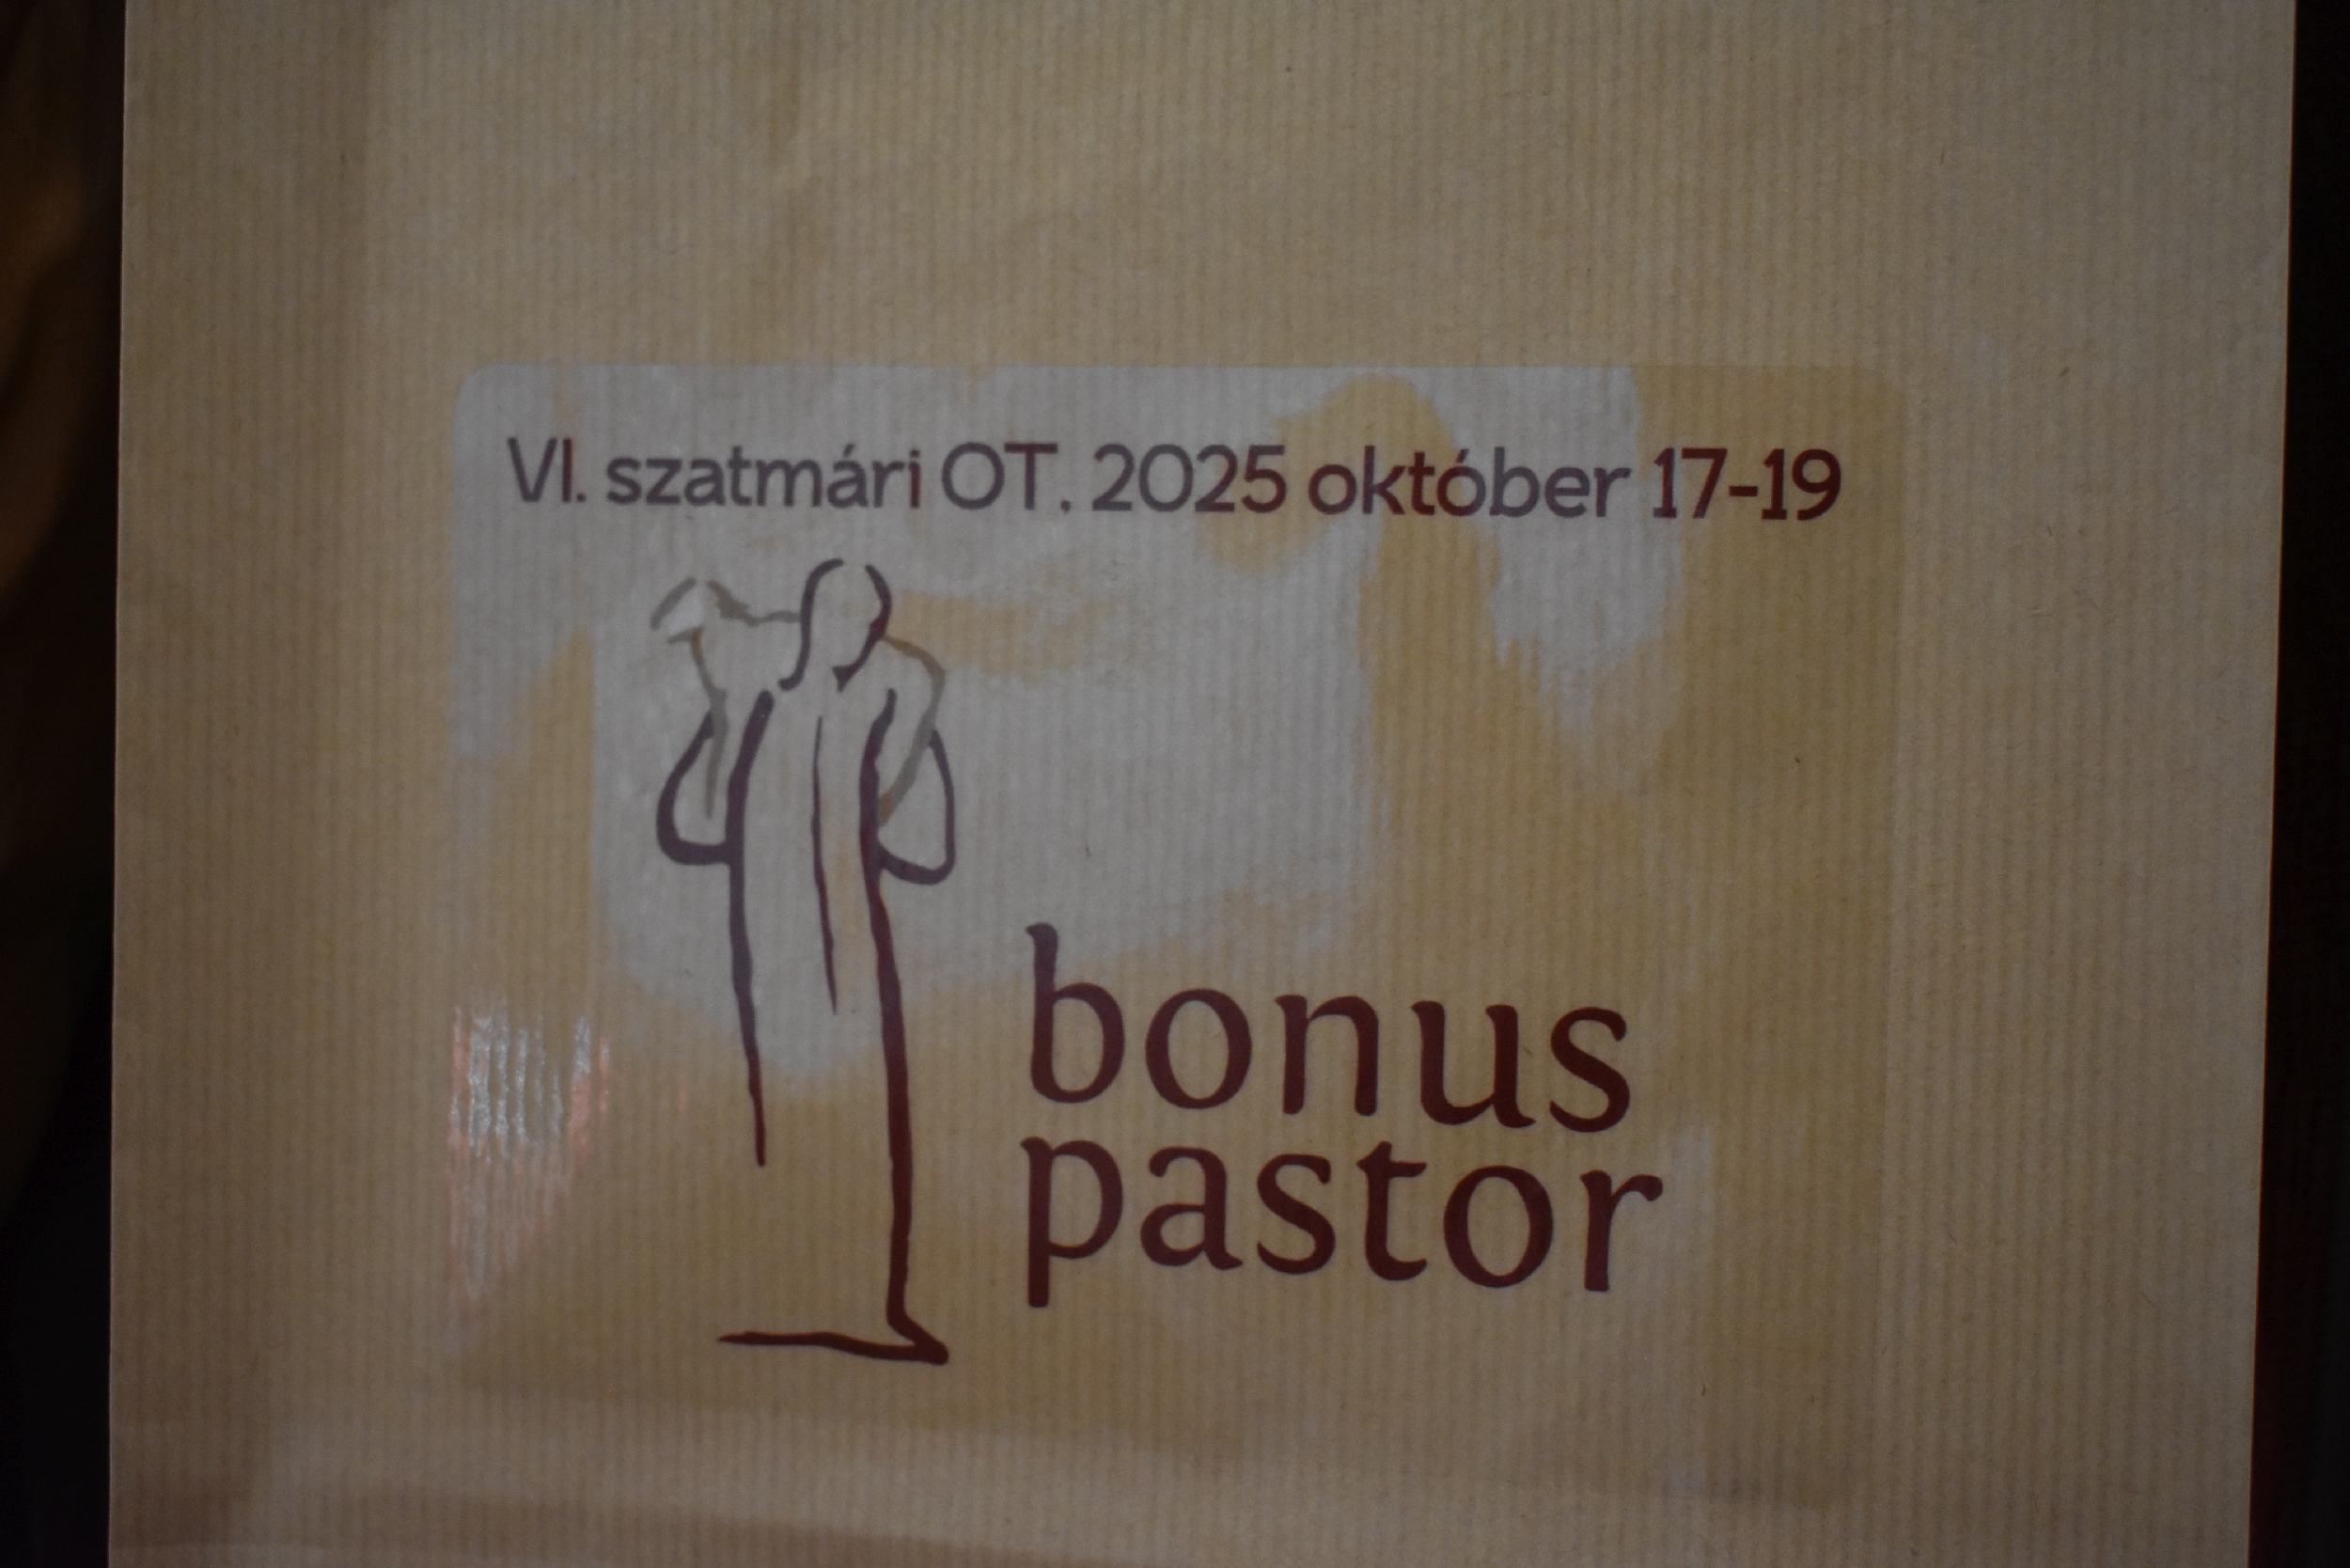 VI. szatmári OT. 2025 október 17-19
bonus
pastor